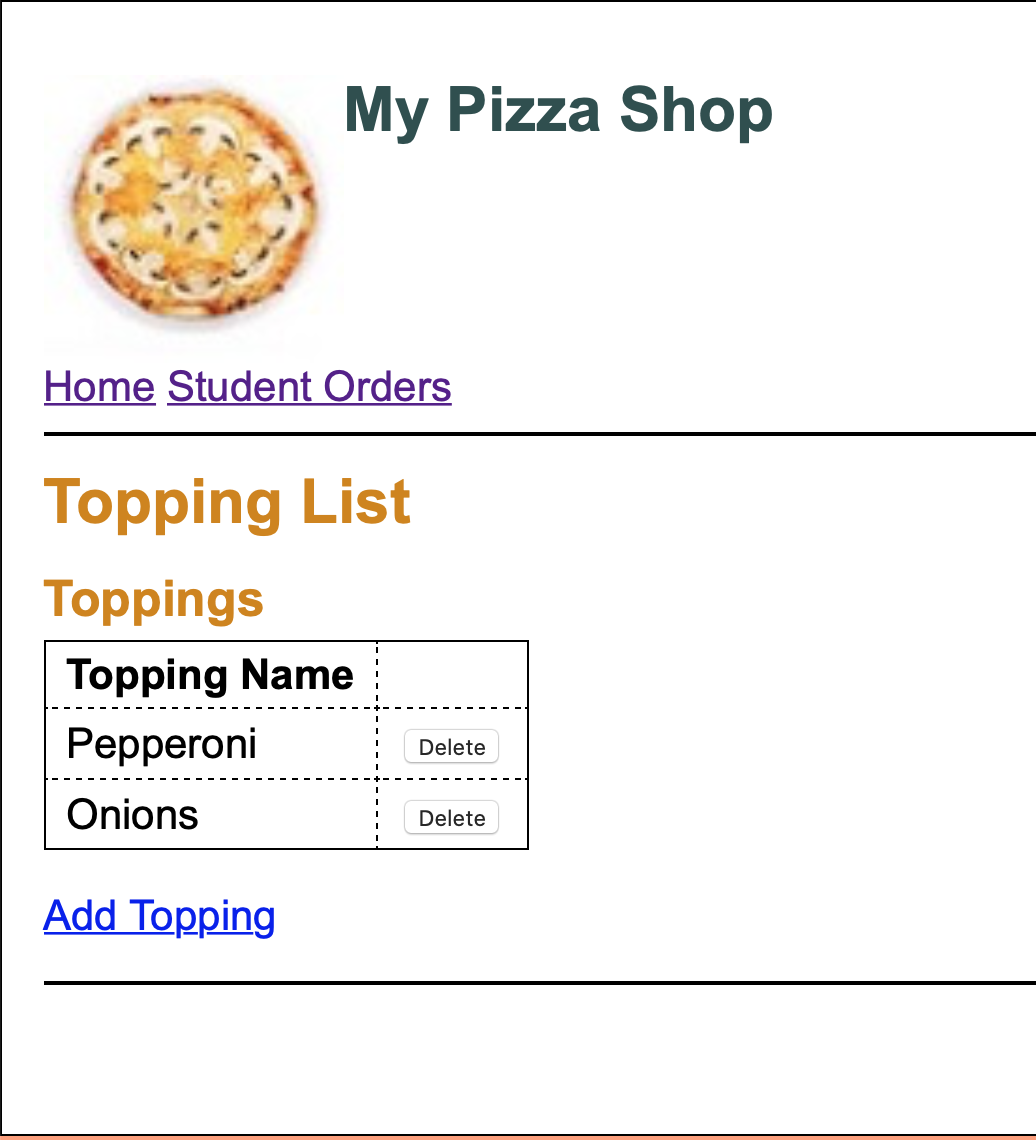 My Pizza Shop
Home Student Orders
Topping List
Toppings
Topping Name
Pepperoni Delete
Onions Delete
Add Topping